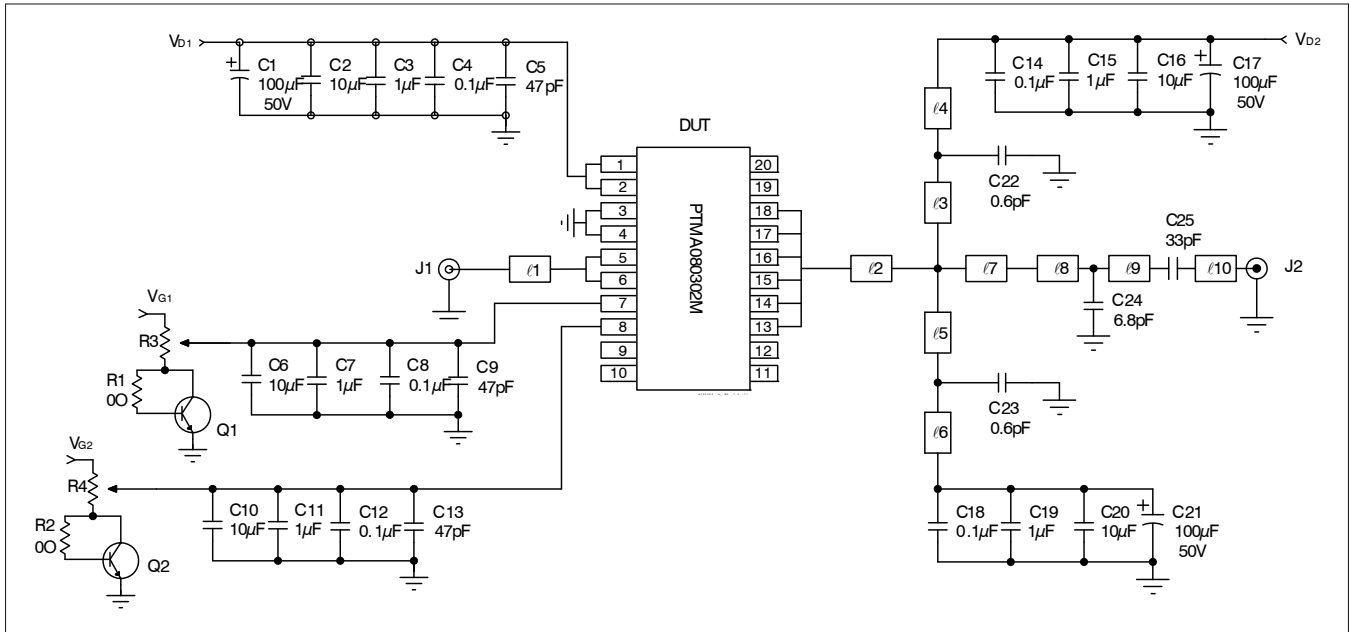 VD1
C1
100µF
50V
C2
10µF
C3
1µF
C4
0.1µF
C5
47pF
DUT
PTMA080302M
1
2
3
4
5
6
7
8
9
10
20
19
18
17
16
15
14
13
12
11
J1
ℓ1
VG1
R3
R1
0O
Q1
C6
10µF
C7
1µF
C8
0.1µF
C9
47pF
VG2
R4
R2
0O
Q2
C10
10µF
C11
1µF
C12
0.1µF
C13
47pF
VD2
C14
0.1µF
C15
1µF
C16
10µF
C17
100µF
50V
ℓ4
C22
0.6pF
ℓ3
ℓ2
ℓ7
ℓ8
ℓ9
C25
33pF
ℓ10
J2
C24
6.8pF
ℓ5
C23
0.6pF
ℓ6
C18
0.1µF
C19
1µF
C20
10µF
C21
100µF
50V